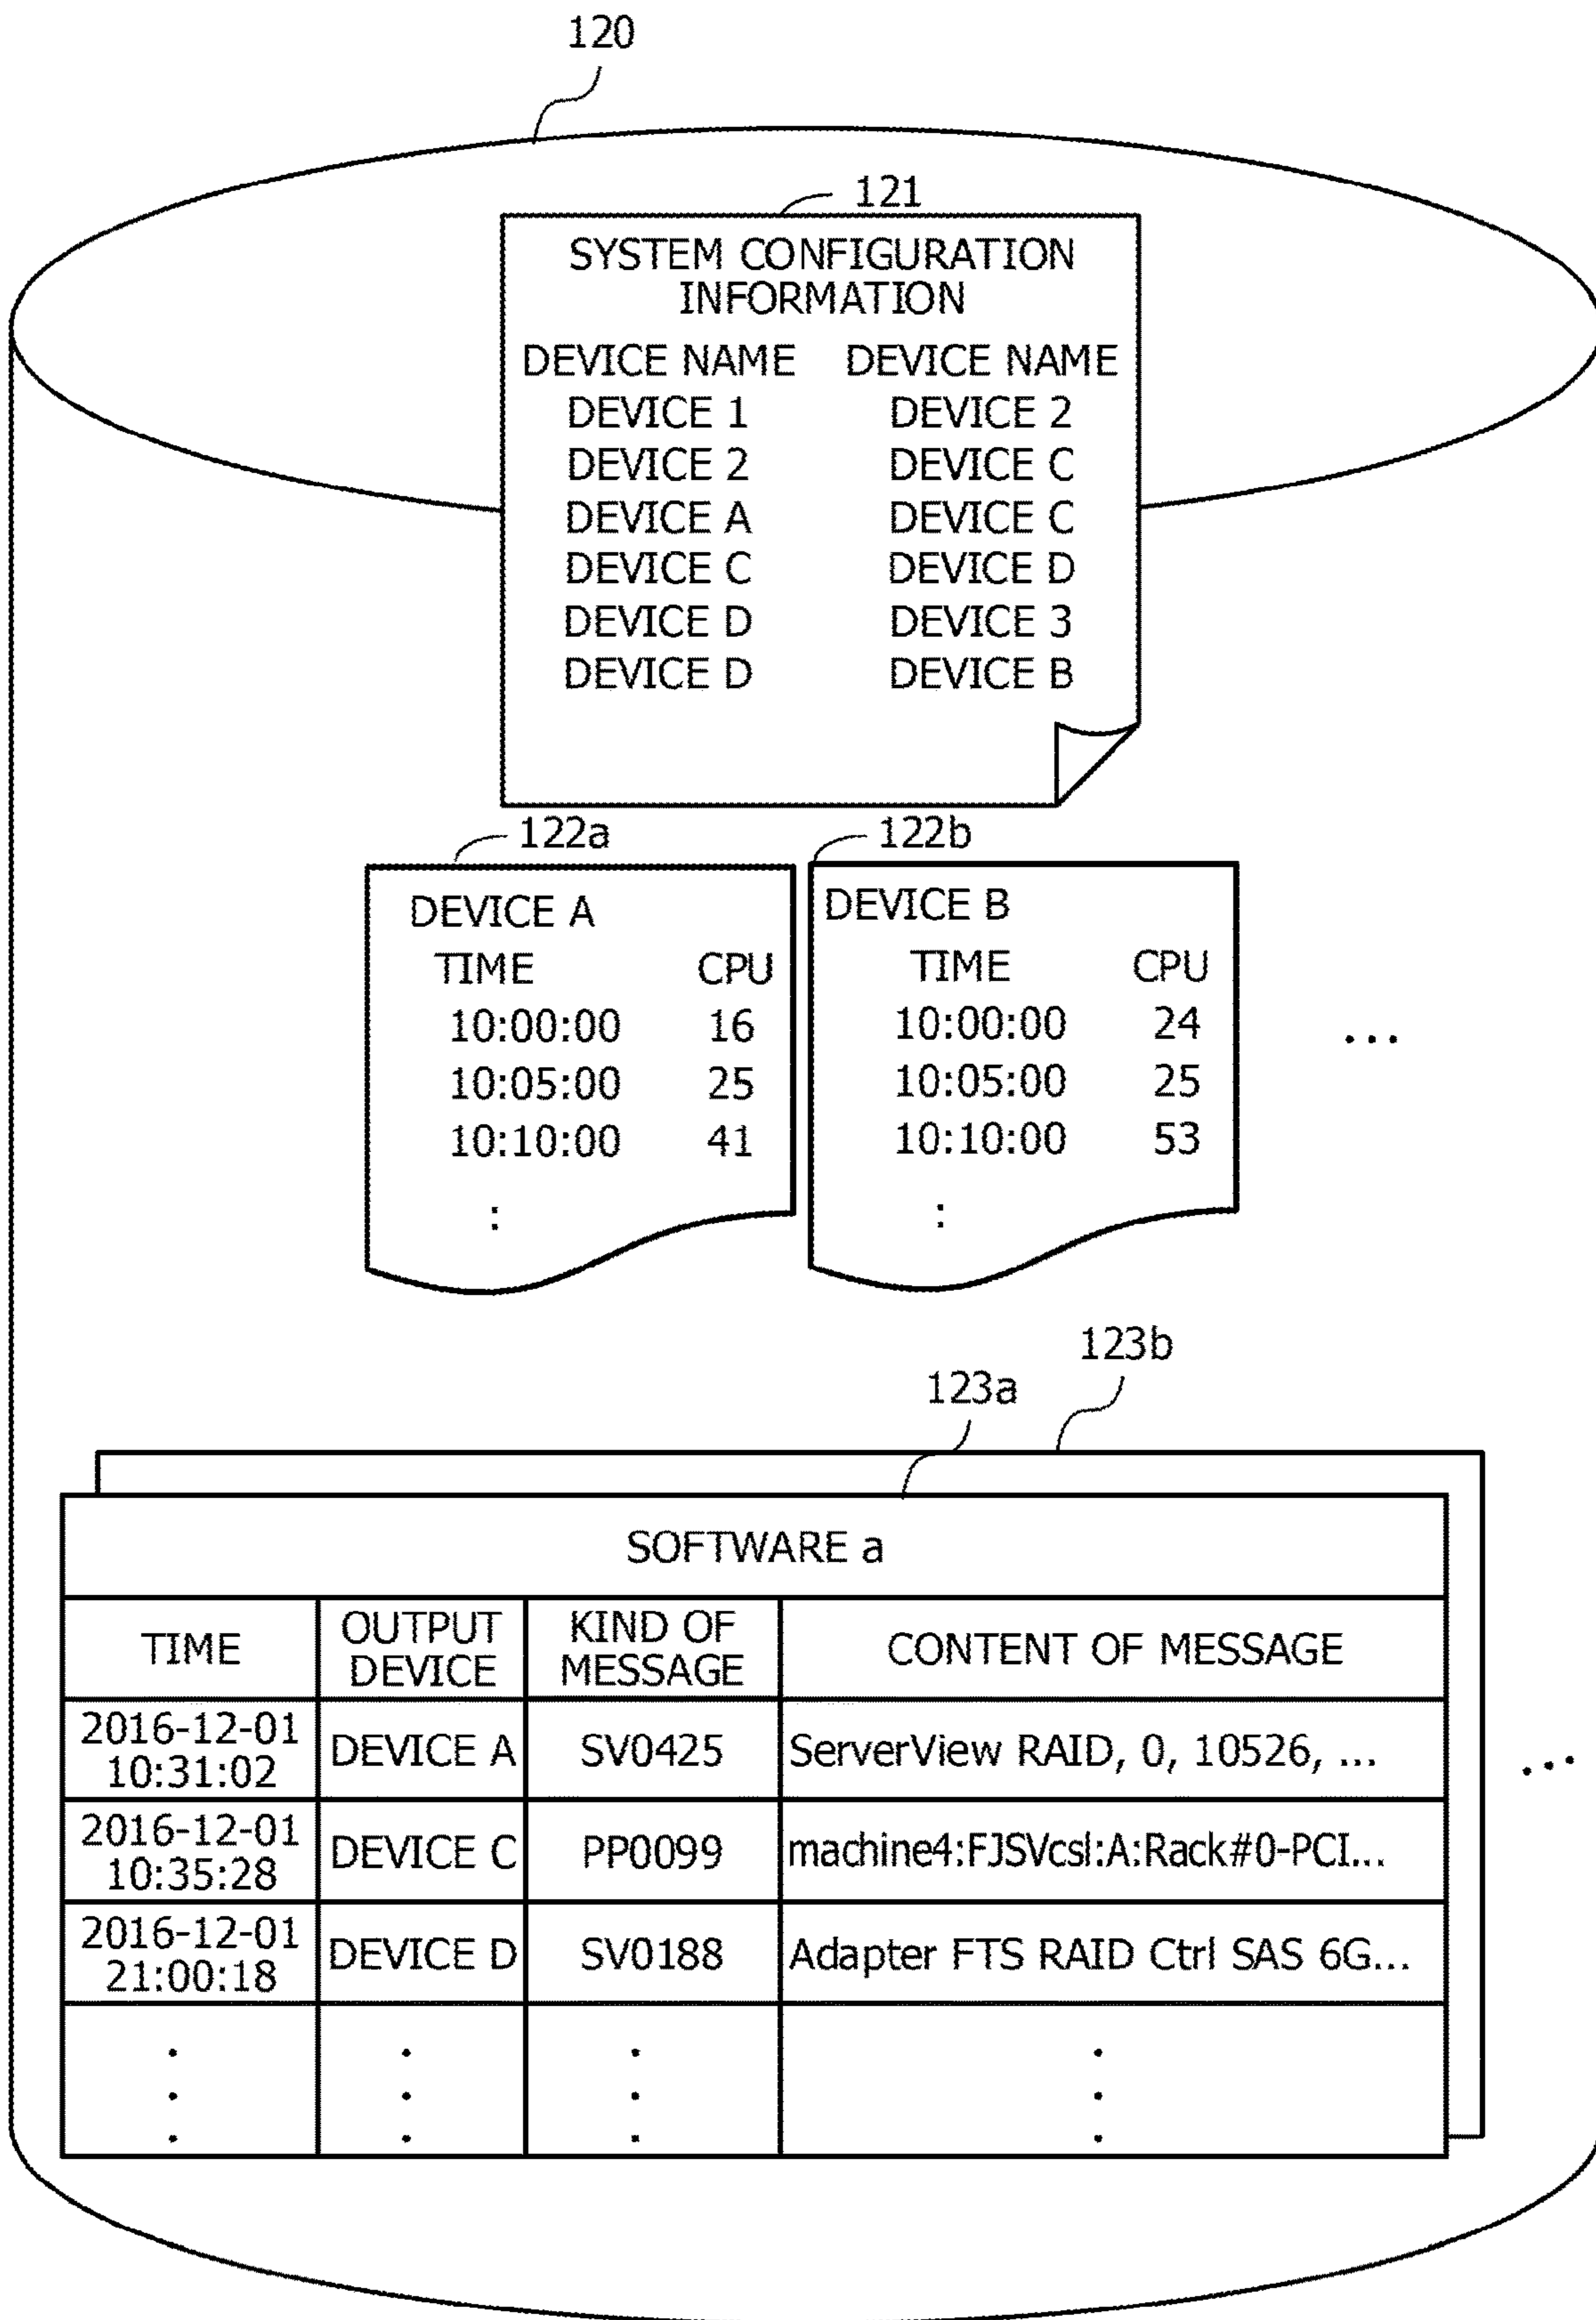 120
121
SYSTEM CONFIGURATION
INFORMATION
DEVICE NAME DEVICE NAME
DEVICE 1 DEVICE 2
DEVICE 2 DEVICE C
DEVICE A DEVICE C
DEVICE C DEVICE D
DEVICE D DEVICE 3
DEVICE D DEVICE B
122a
DEVICE A
TIME CPU
10:00:00 16
10:05:00 25
10:10:00 41
:
122b
DEVICE B
TIME CPU
10:00:00 24
10:05:00 25
10:10:00 53
:
...
123b
123a
SOFTWARE a
TIME
OUTPUT
DEVICE
KIND OF
MESSAGE
CONTENT OF MESSAGE
2016-12-01
10:31:02
DEVICE A
SV0425
ServerView RAID, 0, 10526, ...
2016-12-01
10:35:28
DEVICE C
PP0099
machine4:FJSVcsl:A:Rack#0-PCI...
2016-12-01
21:00:18
DEVICE D
SV0188
Adapter FTS RAID Ctrl SAS 6G...
...